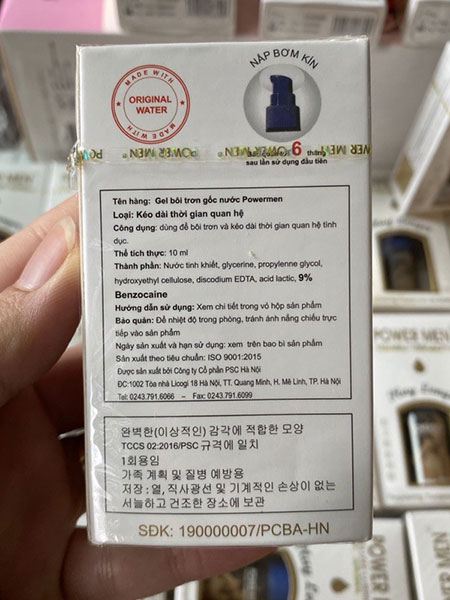 MADE WITH
ORIGINAL
WATER
MADE WITH
NẮP BƠM KÍN
POWER MEN ® POWER MEN ® POWER MEN
9 tháng
sau lần sử dụng đầu tiên
Tên hàng: Gel bôi trơn gốc nước Powermen
Loại: Kéo dài thời gian quan hệ
Công dụng: dùng để bôi trơn và kéo dài thời gian quan hệ tình
dục.
Thể tích thực: 10 ml
Thành phần: Nước tinh khiết, glycerine, propylenne glycol,
hydroxyethyl cellulose, discodium EDTA, acid lactic, 9%
Benzocaine
Hướng dẫn sử dụng: Xem chi tiết trong vỏ hộp sản phẩm
Bảo quản: Để nhiệt độ trong phòng, tránh ánh nắng chiếu trực
tiếp vào sản phẩm
Ngày sản xuất và hạn sử dụng: xem trên bao bì sản phẩm
Sản xuất theo tiêu chuẩn: ISO 9001:2015
Được sản xuất bởi Công ty Cổ phần PSC Hà Nội
ĐC:1002 Tòa nhà Licogi 18 Hà Nội, TT. Quang Minh, H. Mê Linh, TP. Hà Nội
Tel: 0243.791.6066 – Fax: 0243.791.6099
완벽한(이상적인) 감각에 적합한 모양
TCCS 02:2016/PSC 규격에 일치
1회용임
가족 계획 및 질병 예방용
저장 : 열, 직사광선 및 기계적인 손상이 없는
서늘하고 건조한 장소에 보관
SĐK: 190000007/PCBA-HN
POWER MEN